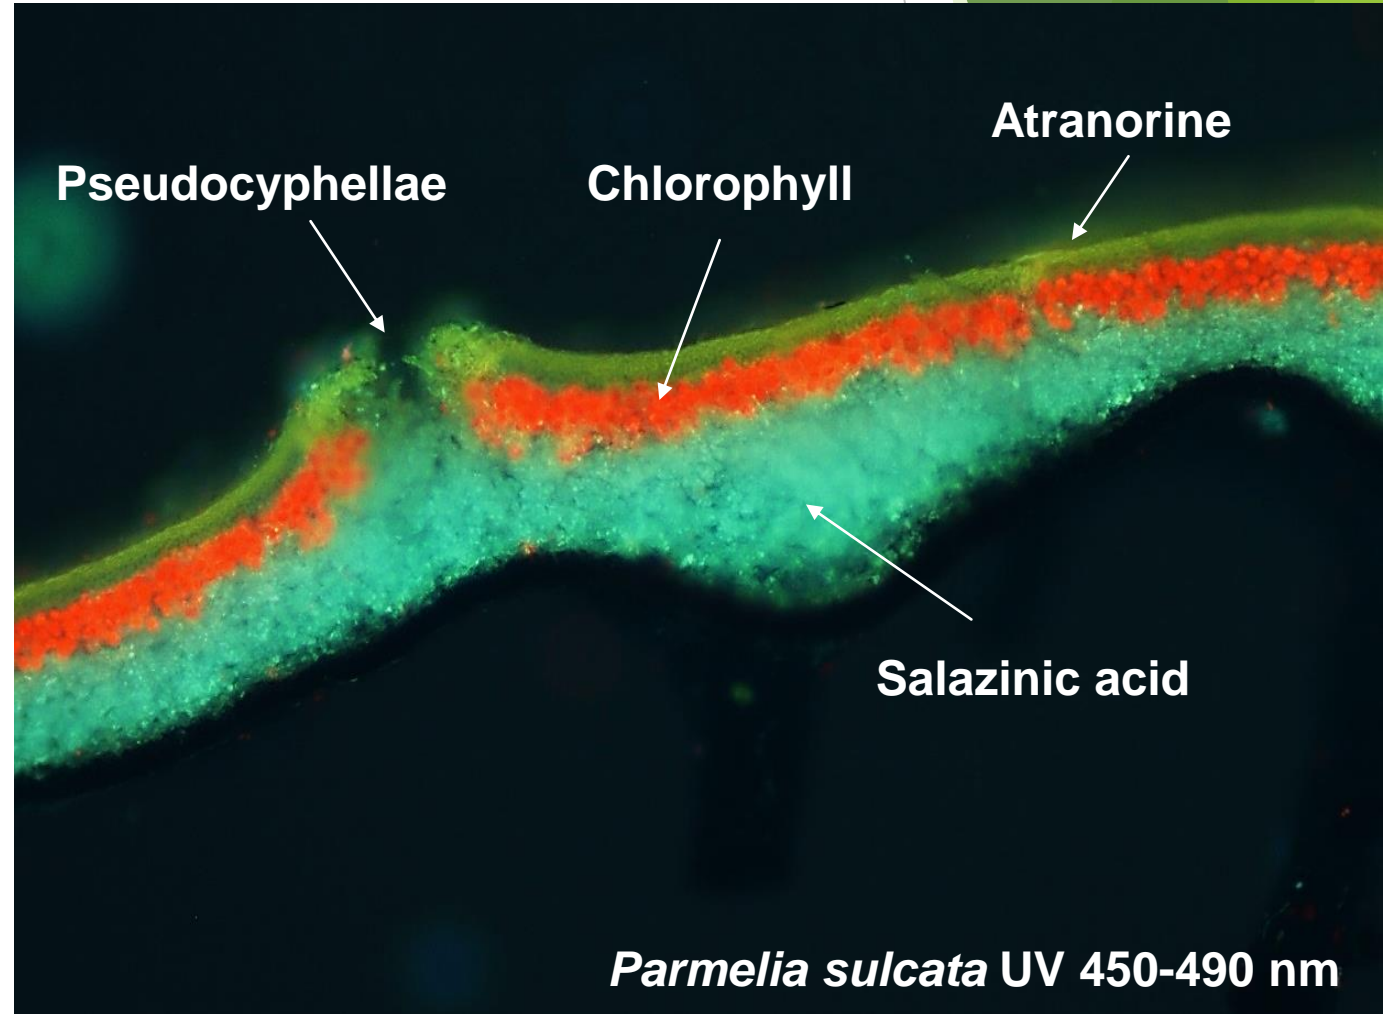 Atranorine
Pseudocyphellae
Chlorophyll
Salazinic acid
Parmelia sulcata UV 450-490 nm